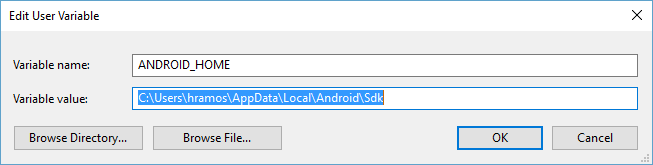 Edit User Variable
Variable name: ANDROID_HOME
Variable value: C:\Users\hramos\AppData\Local\Android\Sdk
Browse Directory... Browse File... OK Cancel